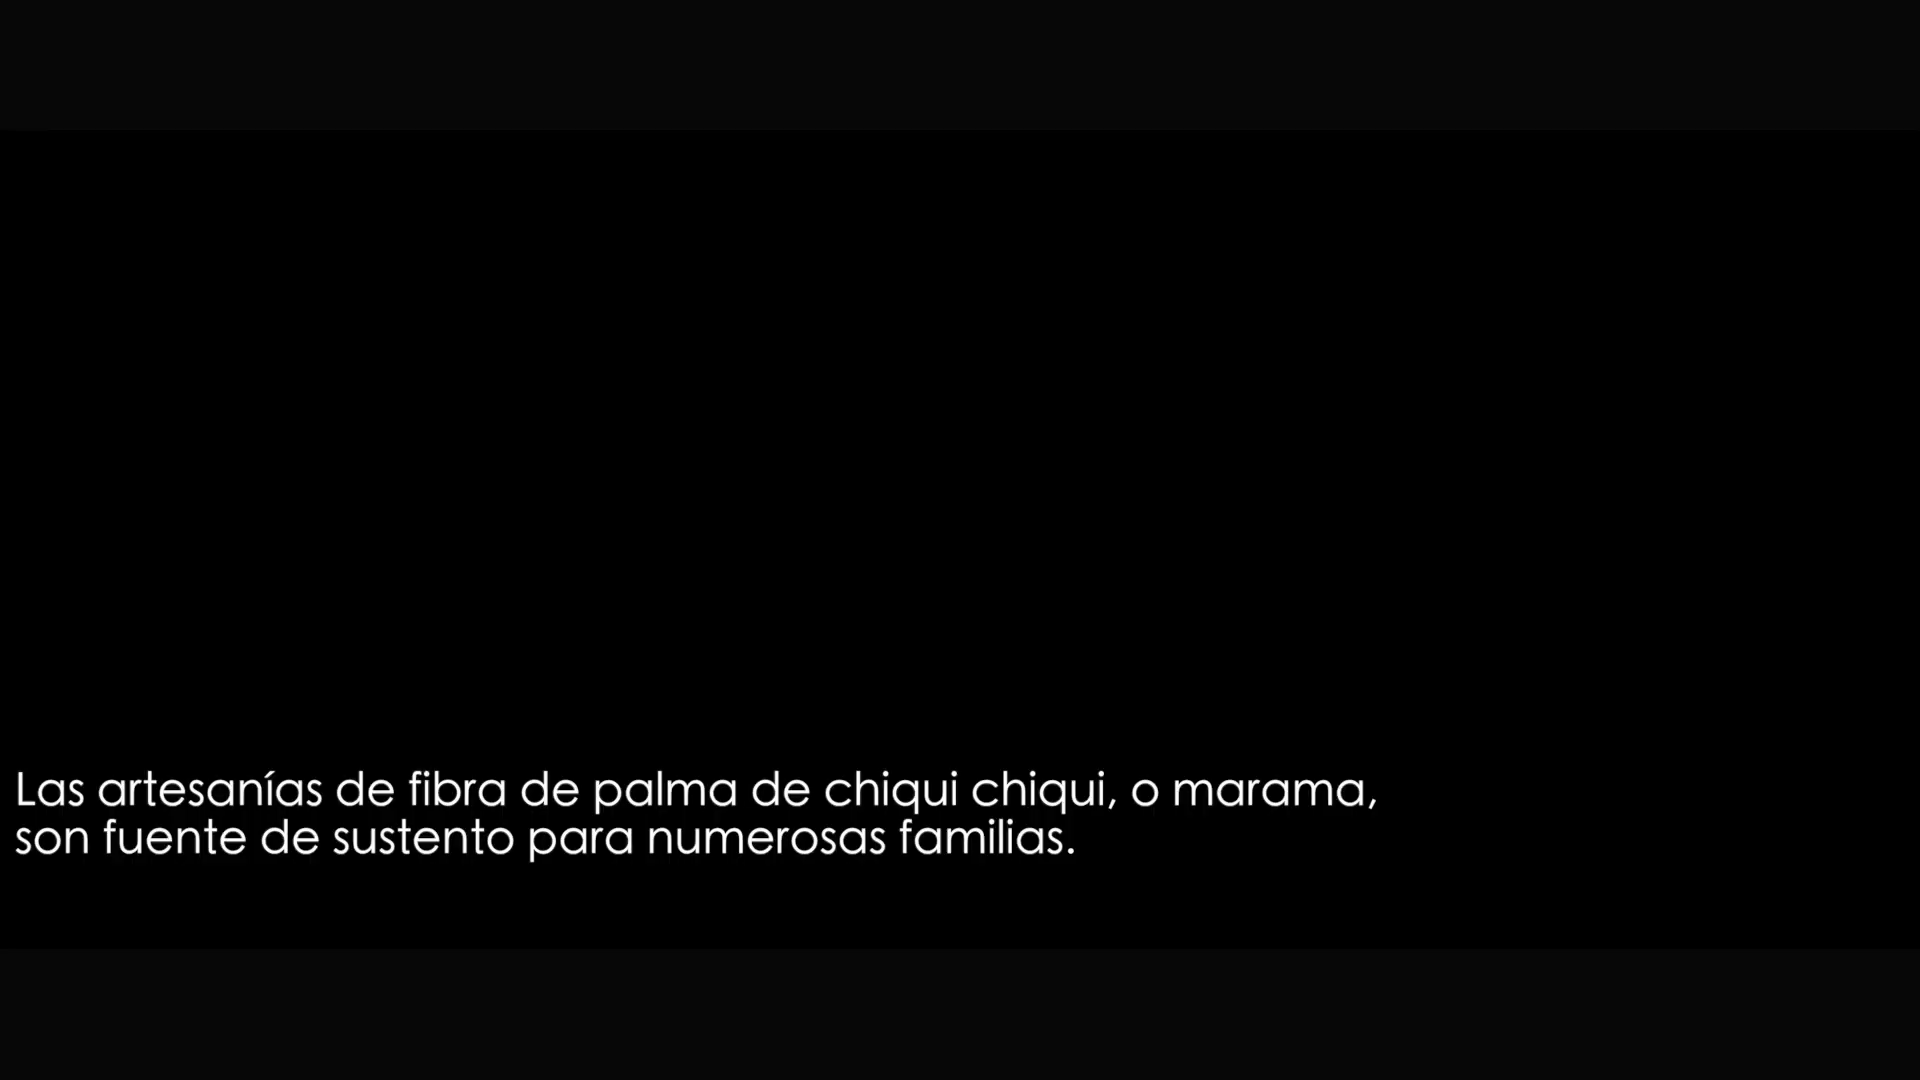 Las artesanías de fibra de palma de chiqui chiqui, o marama,
son fuente de sustento para numerosas familias.